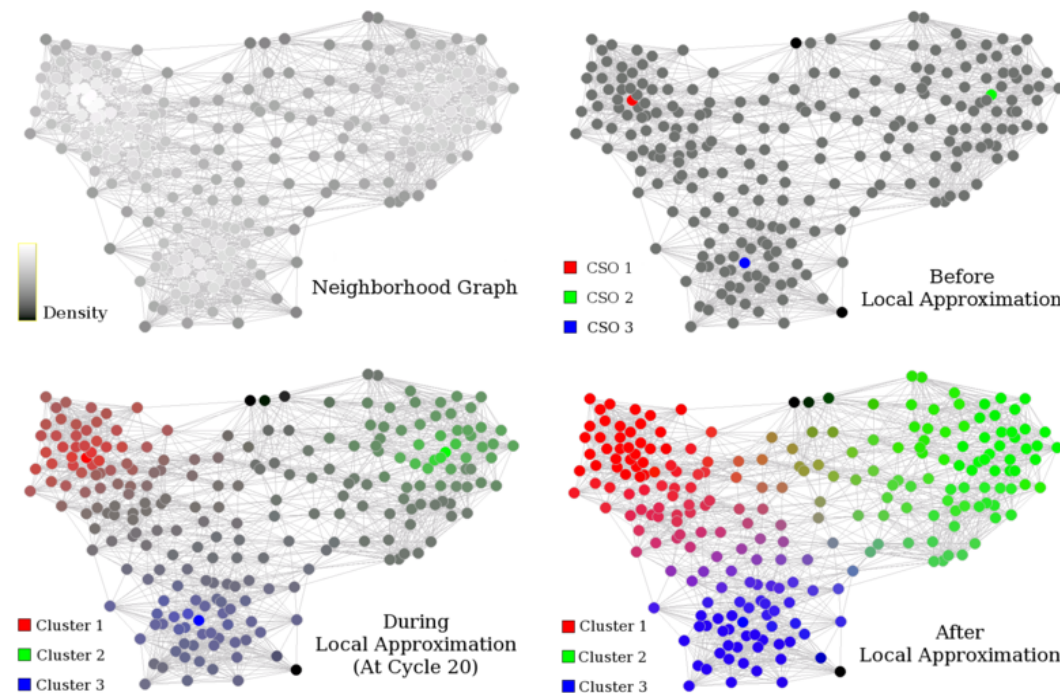 Neighborhood Graph
Density
Before
Local Approximation
CSO 1
CSO 2
CSO 3
During
Local Approximation
(At Cycle 20)
Cluster 1
Cluster 2
Cluster 3
After
Local Approximation
Cluster 1
Cluster 2
Cluster 3